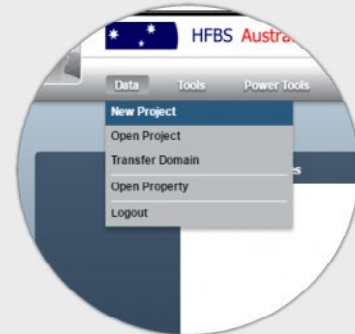 HFBS Austra
Data Tools Power Tools
New Project
Open Project
Transfer Domain
Open Property
Logout